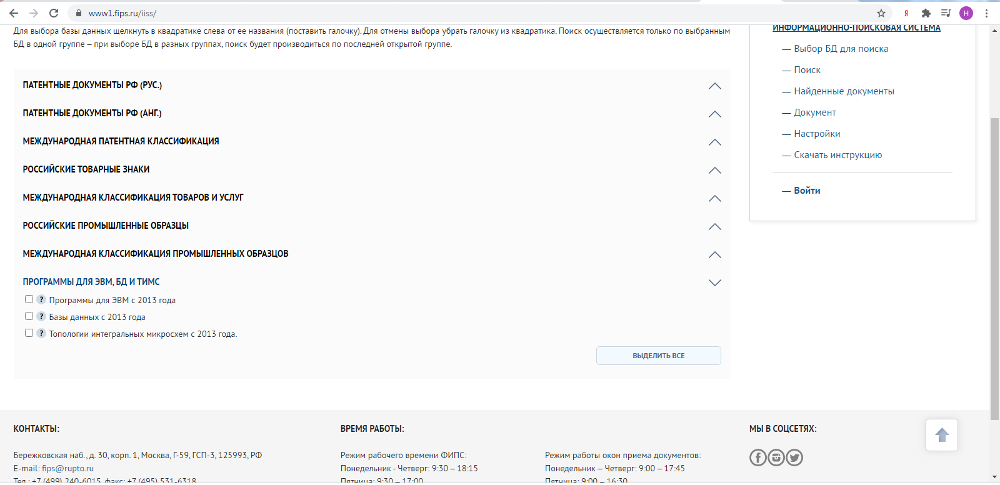 www1.fips.ru/iiss/
Я
H
Для выбора базы данных щелкнуть в квадратике слева от ее названия (поставить галочку). Для отмены выбора убрать галочку из квадратика. Поиск осуществляется только по выбранным
БД в одной группе – при выборе БД в разных группах, поиск будет производиться по последней открытой группе.
ПАТЕНТНЫЕ ДОКУМЕНТЫ РФ (РУС.)
ПАТЕНТНЫЕ ДОКУМЕНТЫ РФ (АНГ.)
МЕЖДУНАРОДНАЯ ПАТЕНТНАЯ КЛАССИФИКАЦИЯ
РОССИЙСКИЕ ТОВАРНЫЕ ЗНАКИ
МЕЖДУНАРОДНАЯ КЛАССИФИКАЦИЯ ТОВАРОВ И УСЛУГ
РОССИЙСКИЕ ПРОМЫШЛЕННЫЕ ОБРАЗЦЫ
МЕЖДУНАРОДНАЯ КЛАССИФИКАЦИЯ ПРОМЫШЛЕННЫХ ОБРАЗЦОВ
ПРОГРАММЫ ДЛЯ ЭВМ, БД И ТИМС
? Программы для ЭВМ с 2013 года
? Базы данных с 2013 года
? Топологии интегральных микросхем с 2013 года.
ВЫДЕЛИТЬ ВСЕ
ИНФОРМАЦИОННО-ПОИСКОВАЯ СИСТЕМА
— Выбор БД для поиска
— Поиск
— Найденные документы
— Документ
— Настройки
— Скачать инструкцию
— Войти
КОНТАКТЫ:
Бережковская наб., д. 30, корп. 1, Москва, Г-59, ГСП-3, 125993, РФ
E-mail: fips@rupto.ru
Тел.: +7 (499) 240-6015, факс: +7 (495) 531-6318
ВРЕМЯ РАБОТЫ:
Режим рабочего времени ФИПС:
Понедельник - Четверг: 9:30 – 18:15
Пятница: 9:30 – 17:00
Режим работы окон приема документов:
Понедельник – Четверг: 9:00 – 17:45
Пятница: 9:00 – 16:30
МЫ В СОЦСЕТЯХ: